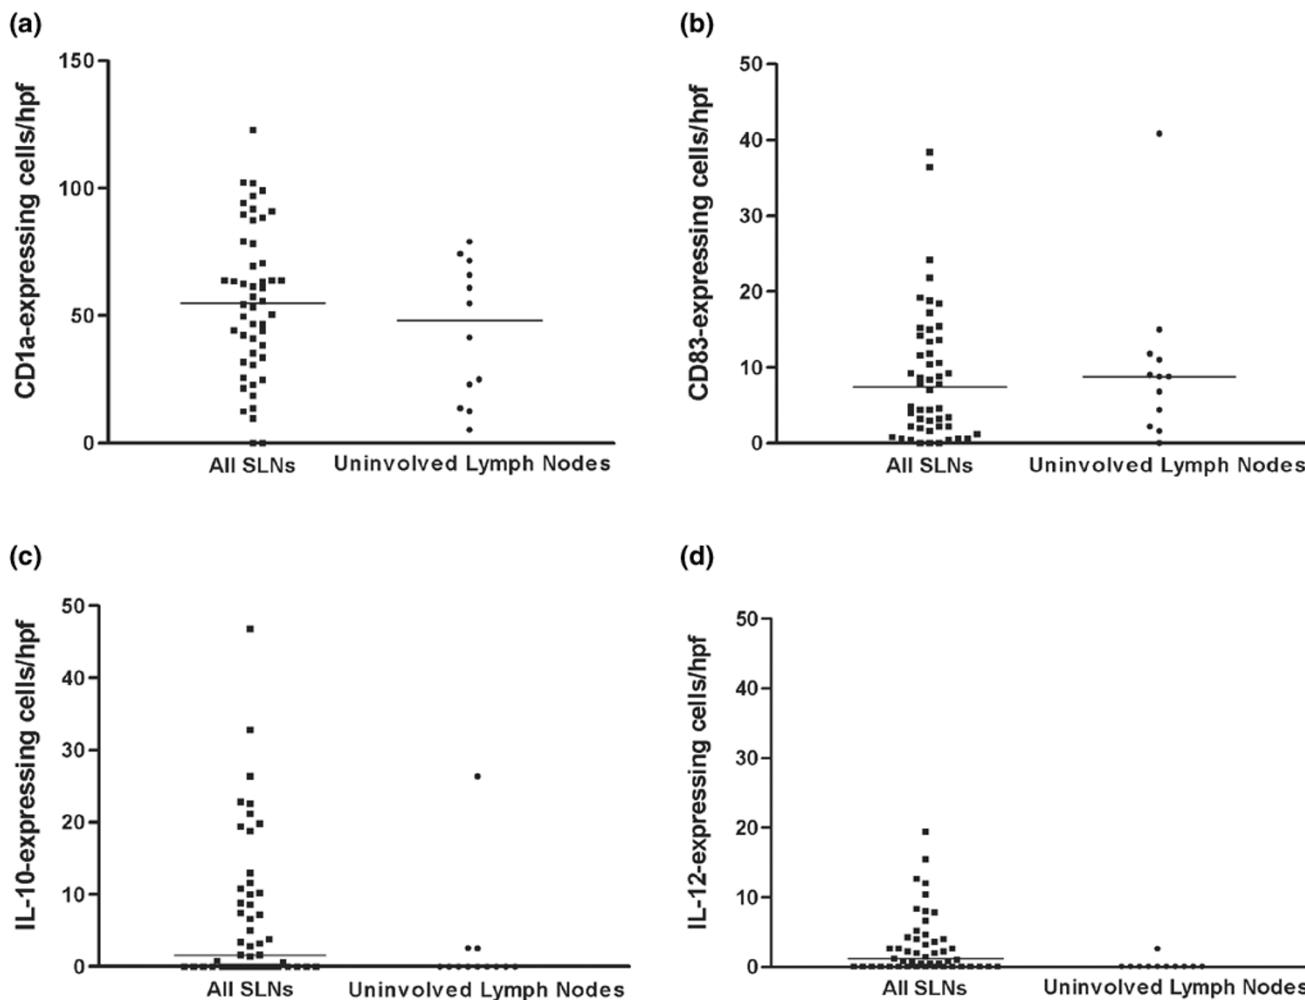 (a)
CD1a-expressing cells/hpf
150
100
50
0
All SLNs
Uninvolved Lymph Nodes
(b)
CD83-expressing cells/hpf
50
40
30
20
10
0
All SLNs
Uninvolved Lymph Nodes
(c)
IL-10-expressing cells/hpf
50
40
30
20
10
0
All SLNs
Uninvolved Lymph Nodes
(d)
IL-12-expressing cells/hpf
50
40
30
20
10
0
All SLNs
Uninvolved Lymph Nodes